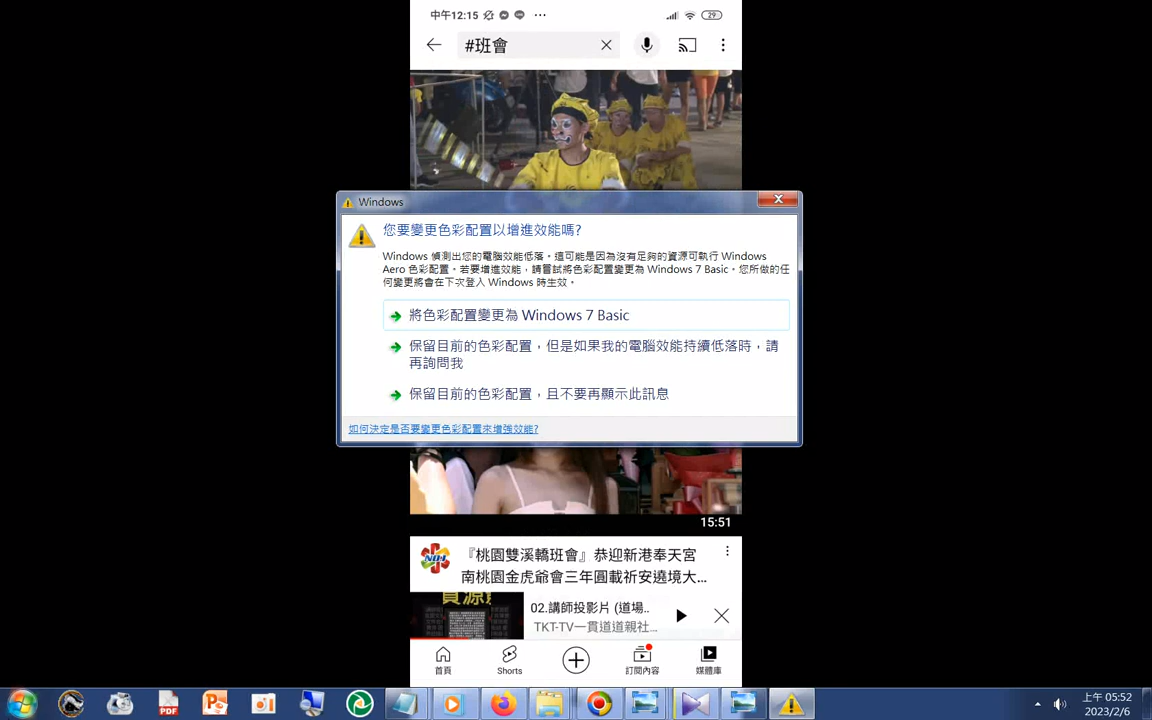 中午12:15
29
#班會
Windows
您要變更色彩配置以增進效能嗎?
Windows 偵測出您的電腦效能低落。這可能是因為沒有足夠的資源可執行 Windows
Aero 色彩配置。若要增進效能，請嘗試將色彩配置變更為 Windows 7 Basic。您所做的任
何變更將會在下次登入 Windows 時生效。
將色彩配置變更為 Windows 7 Basic
保留目前的色彩配置，但是如果我的電腦效能持續低落時，請
再詢問我
保留目前的色彩配置，且不要再顯示此訊息
如何決定是否要變更色彩配置來增強效能?
15:51
『桃園雙溪轎班會』恭迎新港奉天宮
南桃園金虎爺會三年圓載祈安遶境大...
02.講師投影片 (道場..
TKT-TV一貫道道親社...
首頁
Shorts
訂閱內容
媒體庫
PDF
上午 05:52
2023/2/6